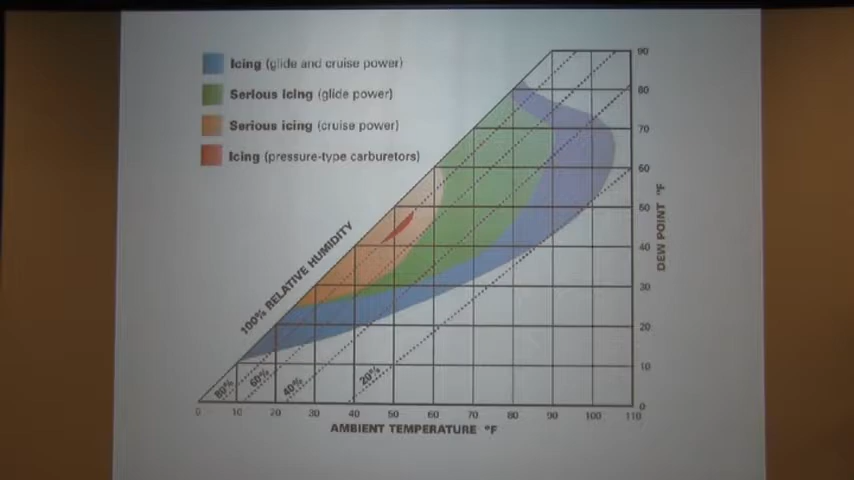 Icing (glide and cruise power)
Serious Icing (glide power)
Serious icing (cruise power)
Icing (pressure-type carburetors)
100% RELATIVE HUMIDITY
80%
60%
40%
20%
90
80
70
60
50
40
30
20
10
0
DEW POINT °F
0 10 20 30 40 50 60 70 80 90 100 110
AMBIENT TEMPERATURE °F